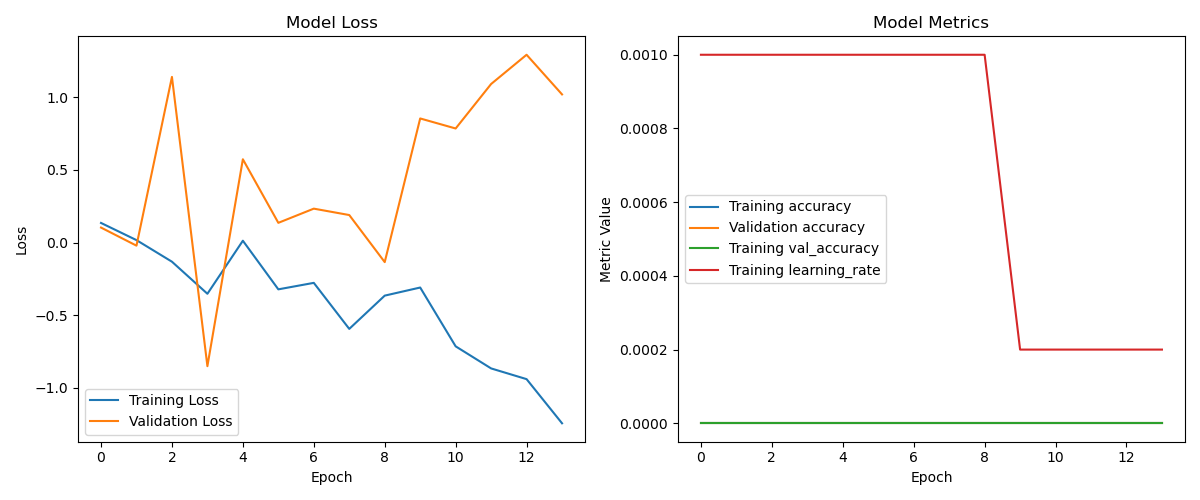 Model Loss
Loss
1.0
0.5
0.0
−0.5
−1.0
Training Loss
Validation Loss
0 2 4 6 8 10 12
Epoch
Model Metrics
Metric Value
0.0010
0.0008
0.0006
0.0004
0.0002
0.0000
Training accuracy
Validation accuracy
Training val_accuracy
Training learning_rate
0 2 4 6 8 10 12
Epoch